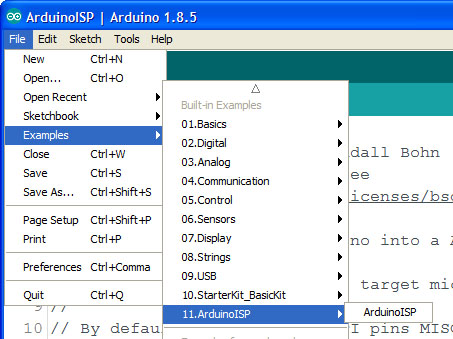 ArduinoISP | Arduino 1.8.5
File Edit Sketch Tools Help
New Ctrl+N
Open... Ctrl+O
Open Recent
Sketchbook
Examples
Close Ctrl+W
Save Ctrl+S
Save As... Ctrl+Shift+S
Page Setup Ctrl+Shift+P
Print Ctrl+P
Preferences Ctrl+Comma
Quit Ctrl+Q
Built-in Examples
01.Basics
02.Digital
03.Analog
04.Communication
05.Control
06.Sensors
07.Display
08.Strings
09.USB
10.StarterKit_BasicKit
11.ArduinoISP
ArduinoISP
dall Bohn
ee
icenses/bs
no into a
target mi
9 //
10 // By defau I pins MISO